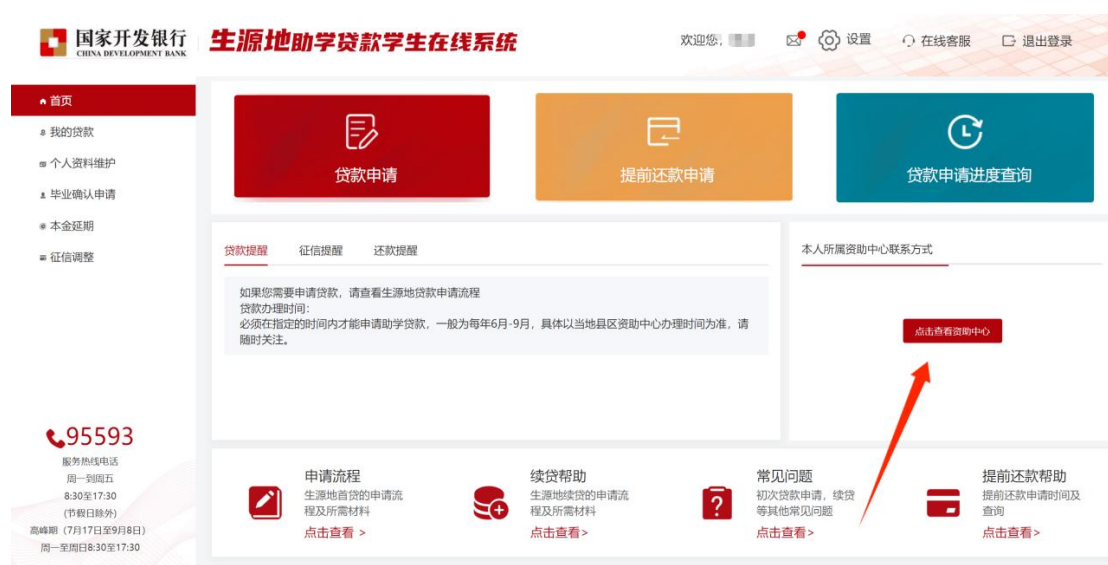 国家开发银行
CHINA DEVELOPMENT BANK
生源地助学贷款学生在线系统
欢迎您,
设置
在线客服
退出登录
首页
我的贷款
个人资料维护
毕业确认申请
本金延期
征信调整
贷款申请
提前还款申请
贷款申请进度查询
贷款提醒 征信提醒 还款提醒
如果您需要申请贷款，请查看生源地贷款申请流程
贷款办理时间：
必须在指定的时间内才能申请助学贷款，一般为每年6月-9月，具体以当地县区资助中心办理时间为准，请
随时关注。
本人所属资助中心联系方式
点击查看资助中心
95593
服务热线电话
周一到周五
8:30至17:30
(节假日除外)
高峰期（7月17日至9月8日）
周一至周日8:30至17:30
申请流程
生源地首贷的申请流
程及所需材料
点击查看 >
续贷帮助
生源地续贷的申请流
程及所需材料
点击查看>
常见问题
初次贷款申请，续贷
等其他常见问题
点击查看>
提前还款帮助
提前还款申请时间及
查询
点击查看>